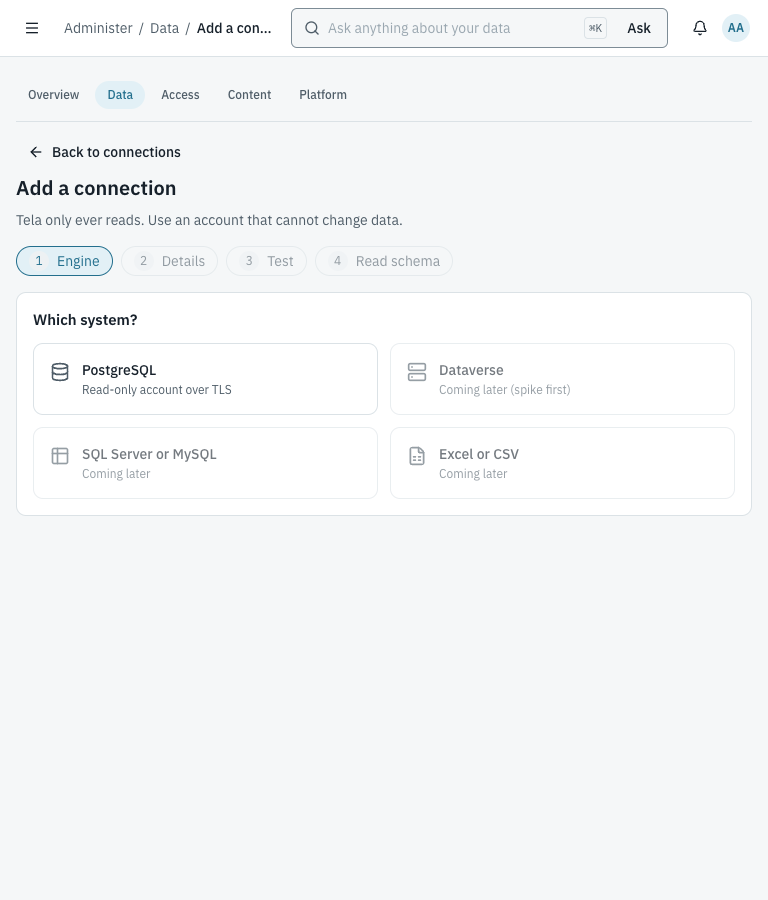 Administer / Data / Add a con...
Ask anything about your data
⌘K
Ask
AA
Overview
Data
Access
Content
Platform
Back to connections
Add a connection
Tela only ever reads. Use an account that cannot change data.
1 Engine
2 Details
3 Test
4 Read schema
Which system?
PostgreSQL
Read-only account over TLS
Dataverse
Coming later (spike first)
SQL Server or MySQL
Coming later
Excel or CSV
Coming later